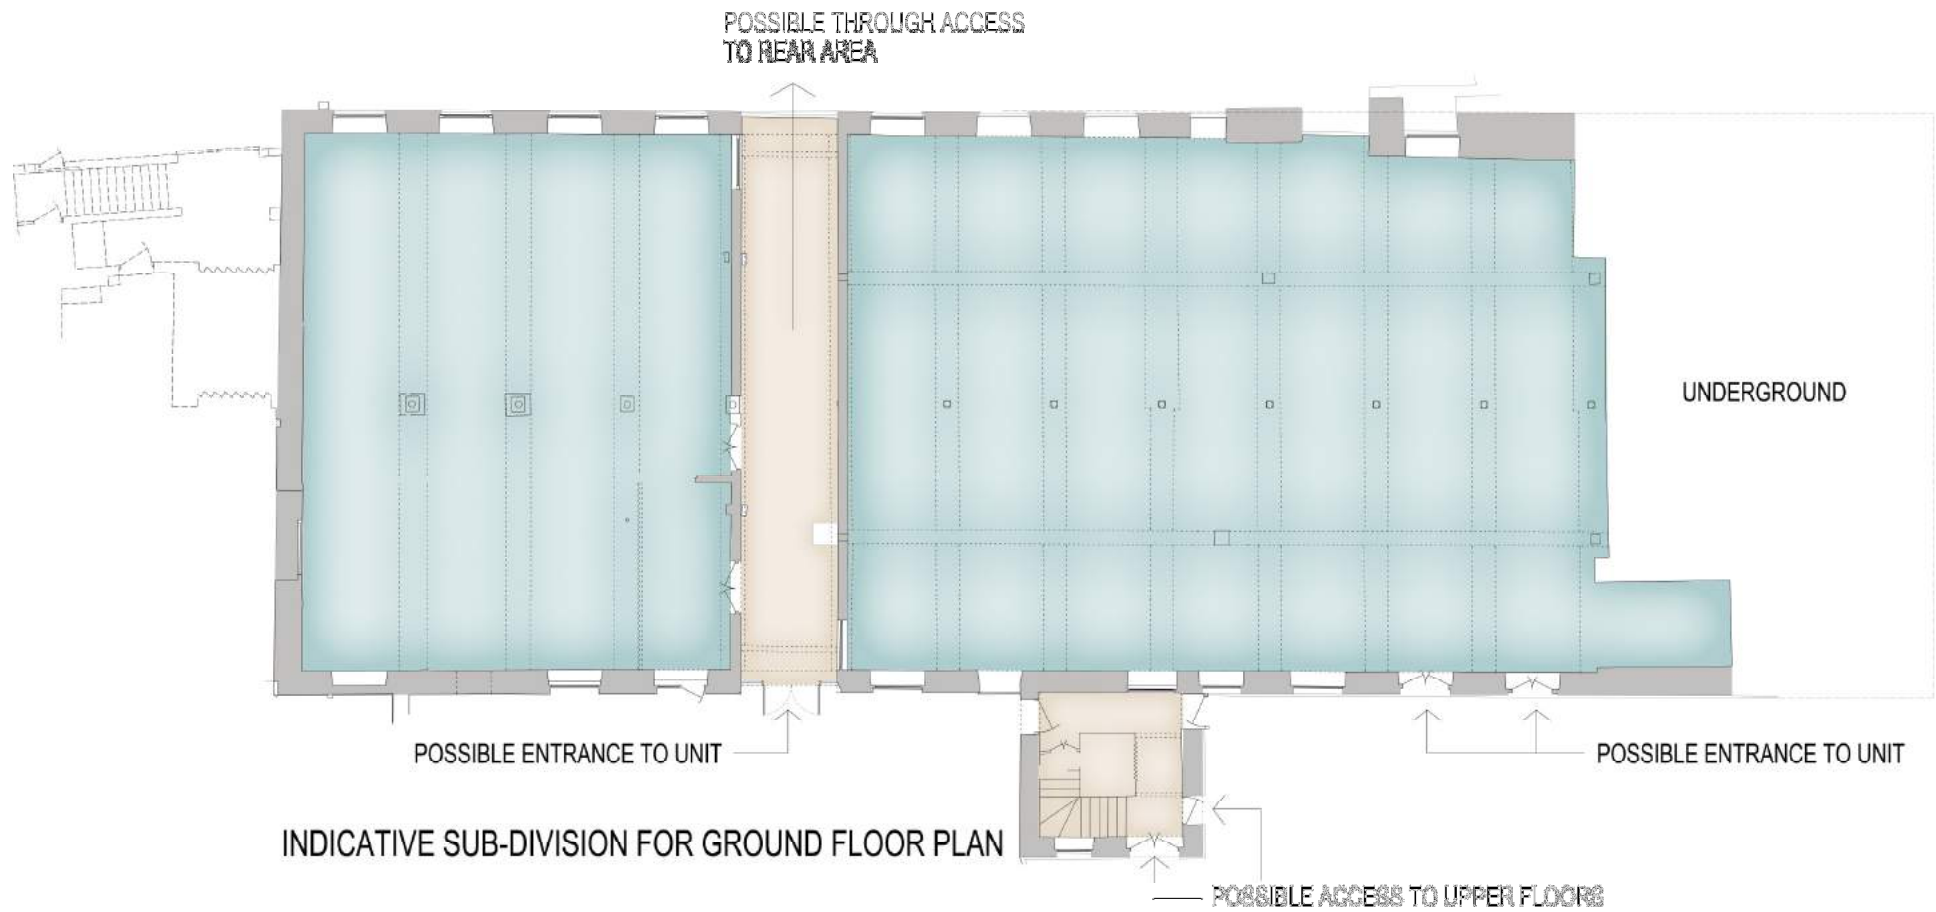 POSSIBLE THROUGH ACCESS
TO REAR AREA
UNDERGROUND
POSSIBLE ENTRANCE TO UNIT
POSSIBLE ENTRANCE TO UNIT
INDICATIVE SUB-DIVISION FOR GROUND FLOOR PLAN
POSSIBLE ACCESS TO UPPER FLOORS